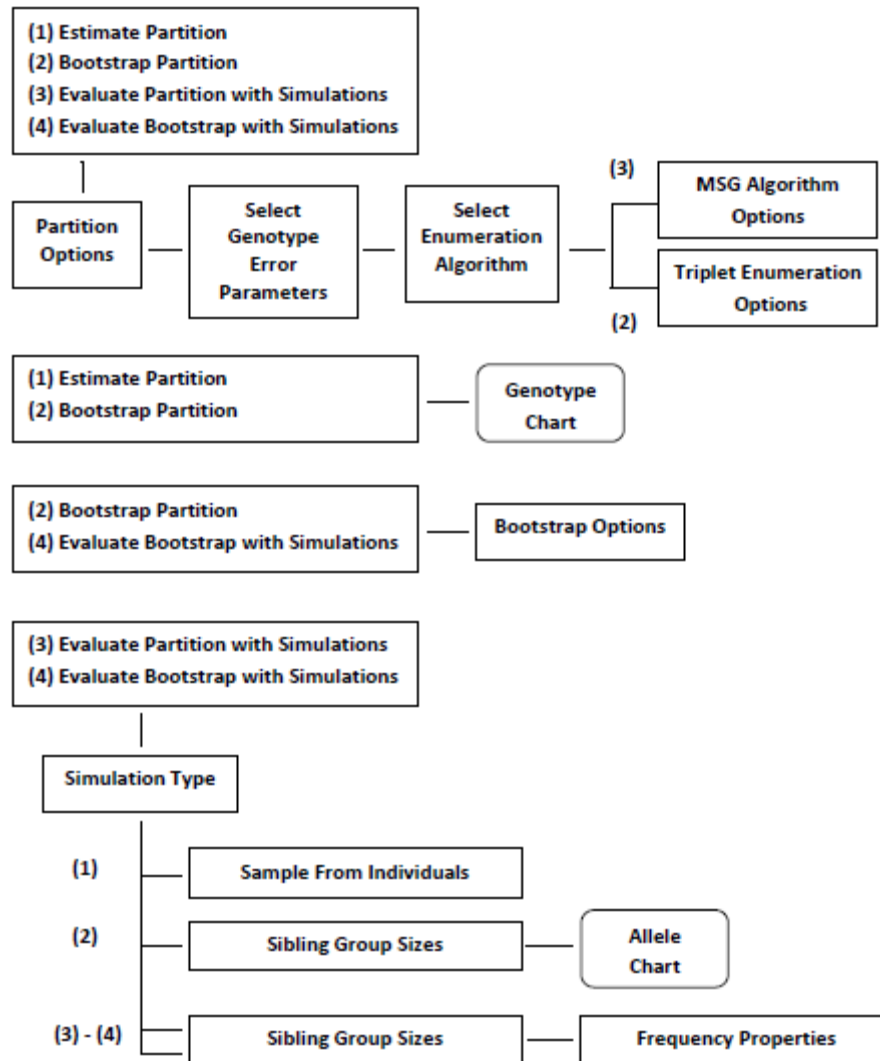 (1) Estimate Partition
(2) Bootstrap Partition
(3) Evaluate Partition with Simulations
(4) Evaluate Bootstrap with Simulations
Partition
Options
Select
Genotype
Error
Parameters
Select
Enumeration
Algorithm
(3)
MSG Algorithm
Options
Triplet Enumeration
Options
(2)
(1) Estimate Partition
(2) Bootstrap Partition
Genotype
Chart
(2) Bootstrap Partition
(4) Evaluate Bootstrap with Simulations
Bootstrap Options
(3) Evaluate Partition with Simulations
(4) Evaluate Bootstrap with Simulations
Simulation Type
(1)
Sample From Individuals
(2)
Sibling Group Sizes
Allele
Chart
(3) - (4)
Sibling Group Sizes
Frequency Properties